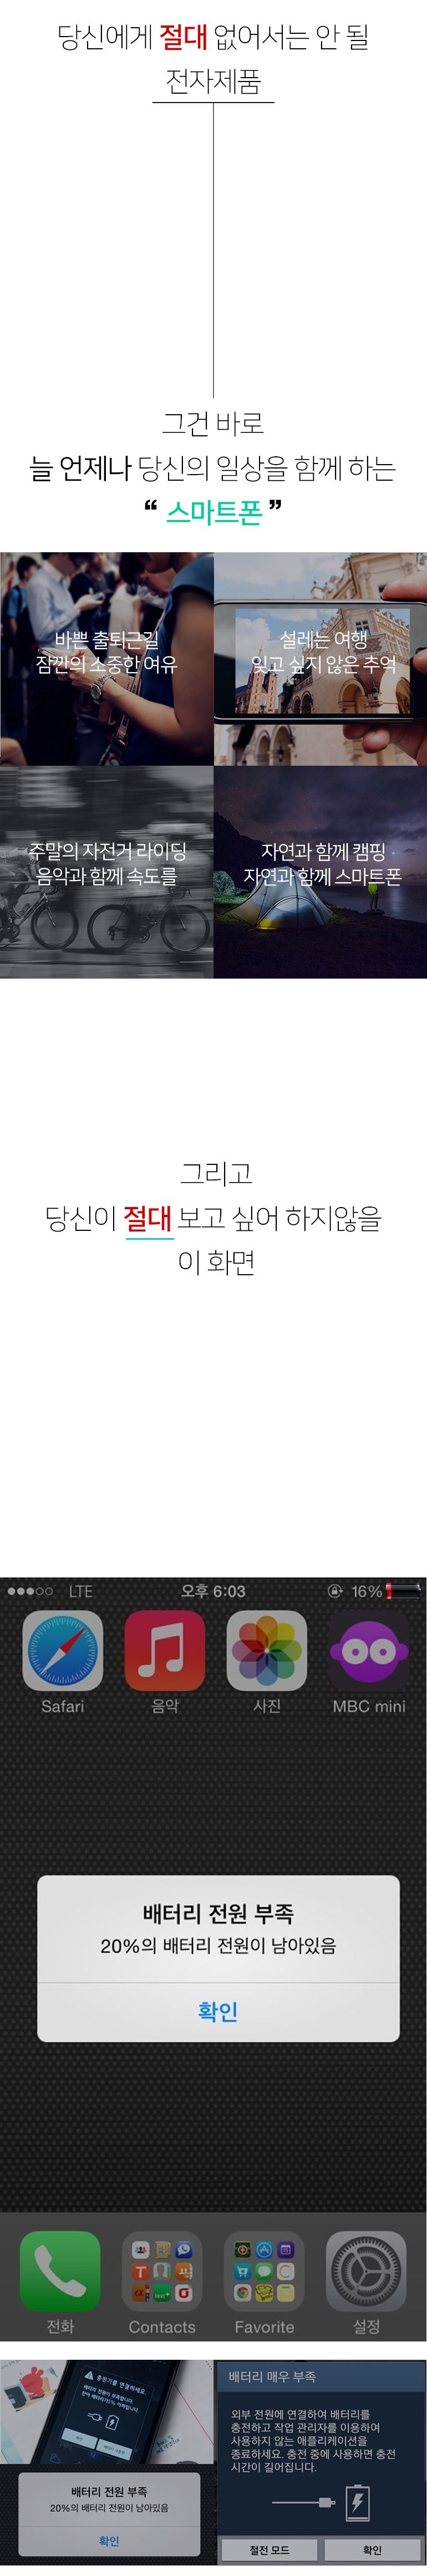 당신에게 절대 없어서는 안 될
전자제품
그건 바로
늘 언제나 당신의 일상을 함께 하는
“ 스마트폰 ”
바쁜 출퇴근길
잠깐의 소중한 여유
설레는 여행
잊고 싶지 않은 추억
주말의 자전거 라이딩
음악과 함께 속도를
자연과 함께 캠핑
자연과 함께 스마트폰
그리고
당신이 절대 보고 싶어 하지않을
이 화면
LTE 오후 6:03 16%
Safari 음악 사진 MBC mini
배터리 전원 부족
20%의 배터리 전원이 남아있음
확인
전화 Contacts Favorite 설정
충전기를 연결하세요
배터리 전원 부족
20%의 배터리 전원이 남아있음
확인
배터리 매우 부족
외부 전원에 연결하여 배터리를
충전하고 작업 관리자를 이용하여
사용하지 않는 애플리케이션을
종료하세요. 충전 중에 사용하면 충전
시간이 길어집니다.
절전 모드 확인